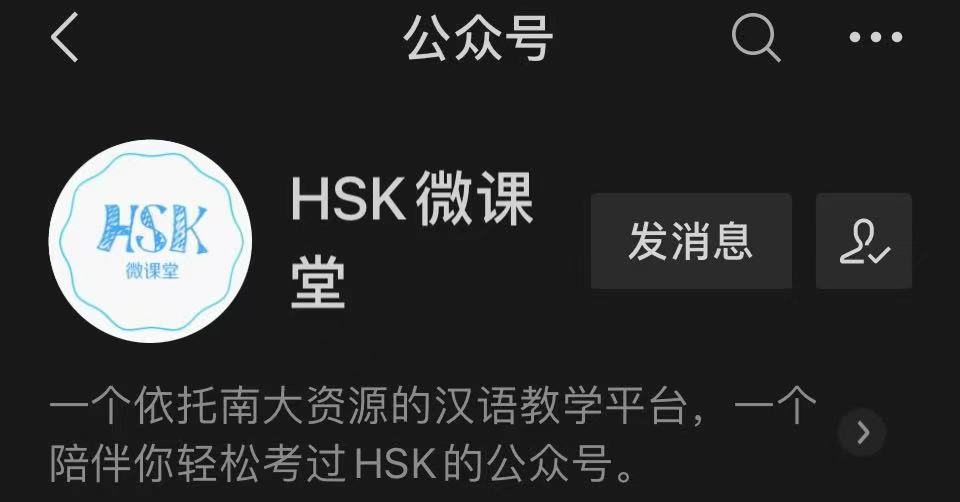 公众号
HSK
微课堂
HSK微课
堂
发消息
一个依托南大资源的汉语教学平台，一个
陪伴你轻松考过HSK的公众号。